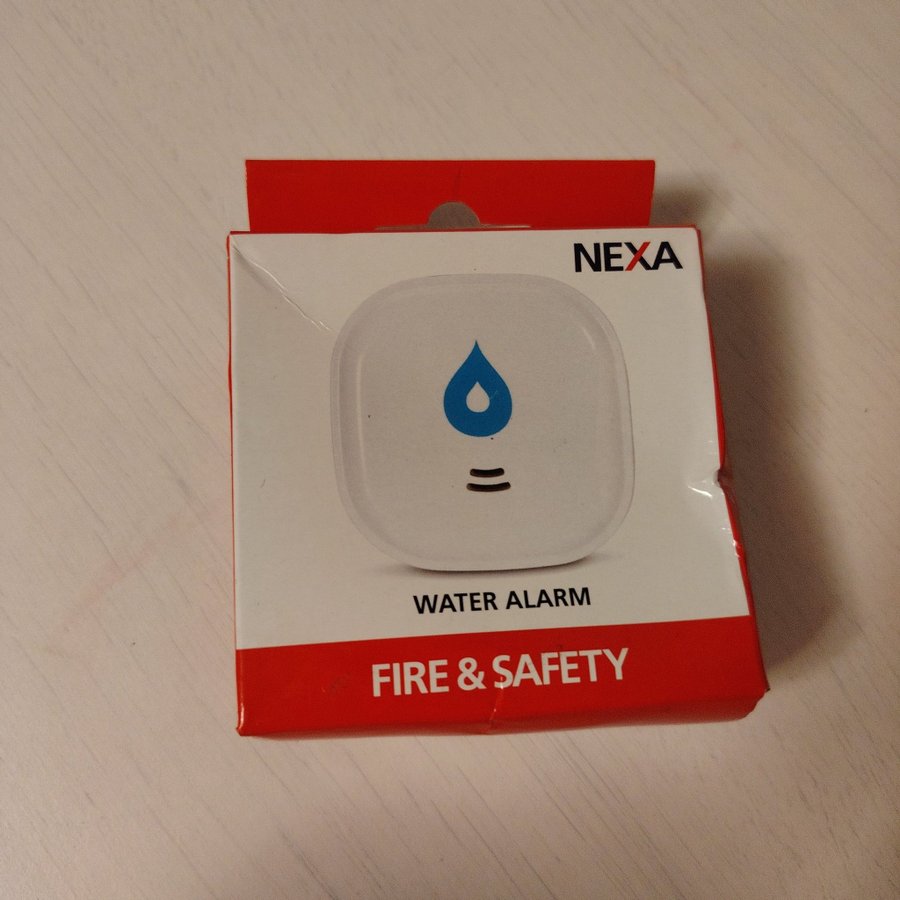 NEXA
WATER ALARM
FIRE & SAFETY